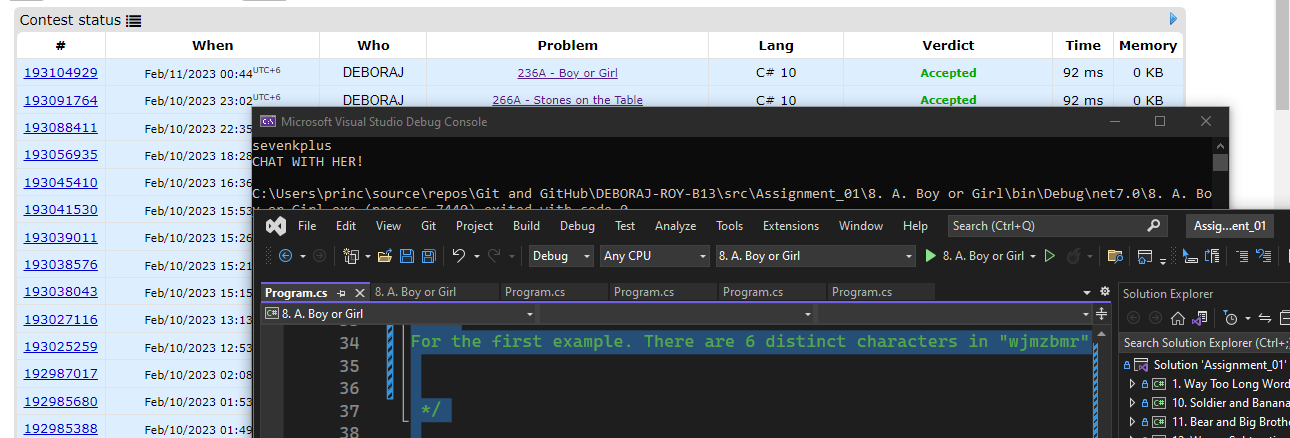 Contest status
# When Who Problem Lang Verdict Time Memory
193104929 Feb/11/2023 00:44 UTC+6 DEBORAJ 236A - Boy or Girl C# 10 Accepted 92 ms 0 KB
193091764 Feb/10/2023 23:02 UTC+6 DEBORAJ 266A - Stones on the Table C# 10 Accepted 92 ms 0 KB
193088411 Feb/10/2023 22:35
193056935 Feb/10/2023 18:28
193045410 Feb/10/2023 16:36
193041530 Feb/10/2023 15:53
193039011 Feb/10/2023 15:26
193038576 Feb/10/2023 15:21
193038043 Feb/10/2023 15:15
193027116 Feb/10/2023 13:13
193025259 Feb/10/2023 12:53
192987017 Feb/10/2023 02:08
192985680 Feb/10/2023 01:53
192985388 Feb/10/2023 01:49
Microsoft Visual Studio Debug Console
sevenkplus
CHAT WITH HER!
C:\Users\princ\source\repos\Git and GitHub\DEBORAJ-ROY-B13\src\Assignment_01\8. A. Boy or Girl\bin\Debug\net7.0\8. A. Bo
y or Girl.exe (process 7440) exited with code 0
File Edit View Git Project Build Debug Test Analyze Tools Extensions Window Help Search (Ctrl+Q) Assig...ent_01
Debug Any CPU 8. A. Boy or Girl 8. A. Boy or Girl
Program.cs 8. A. Boy or Girl Program.cs Program.cs Program.cs Program.cs
8. A. Boy or Girl
34 For the first example. There are 6 distinct characters in "wjmzbmr"
35
36
37 */
38
Solution Explorer
Search Solution Explorer (Ctrl+;
Solution 'Assignment_01'
1. Way Too Long Word
10. Soldier and Banana
11. Bear and Big Brothe